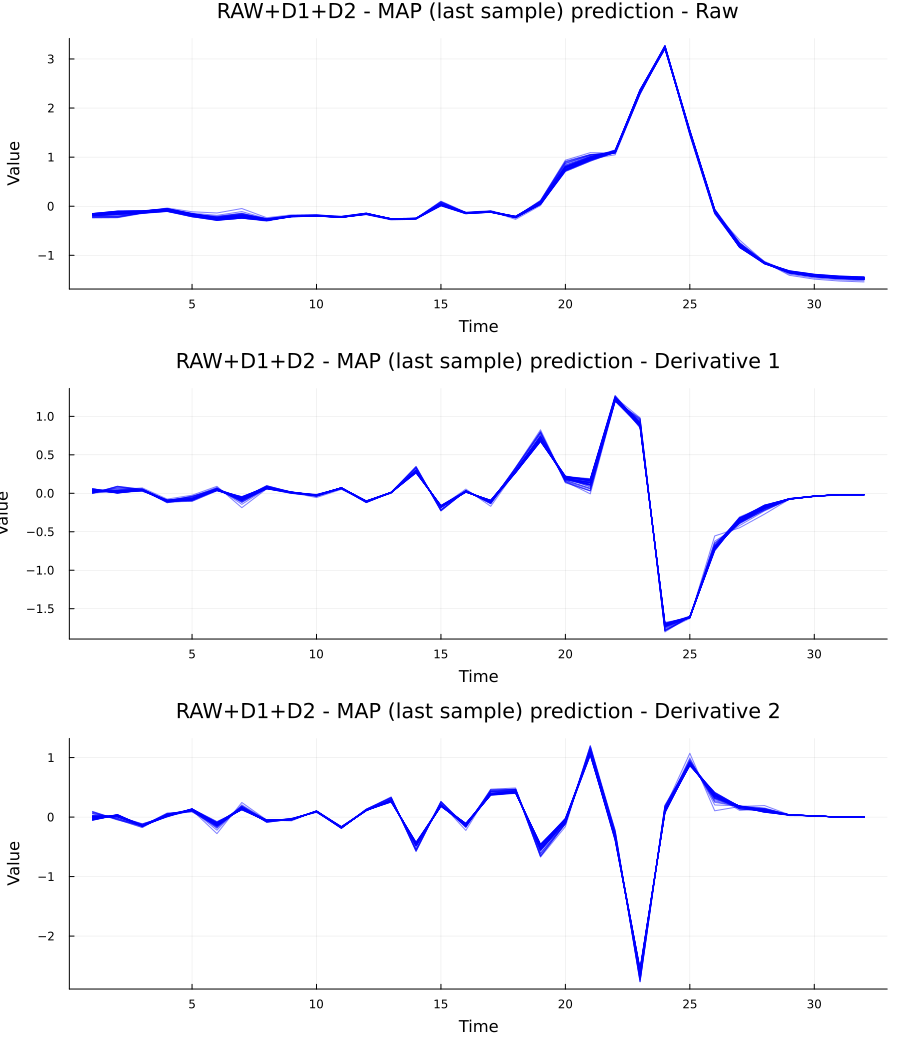 RAW+D1+D2 - MAP (last sample) prediction - Raw
3
2
1
0
−1
Value
5 10 15 20 25 30
Time
RAW+D1+D2 - MAP (last sample) prediction - Derivative 1
1.0
0.5
0.0
−0.5
−1.0
−1.5
Value
5 10 15 20 25 30
Time
RAW+D1+D2 - MAP (last sample) prediction - Derivative 2
1
0
−1
−2
Value
5 10 15 20 25 30
Time